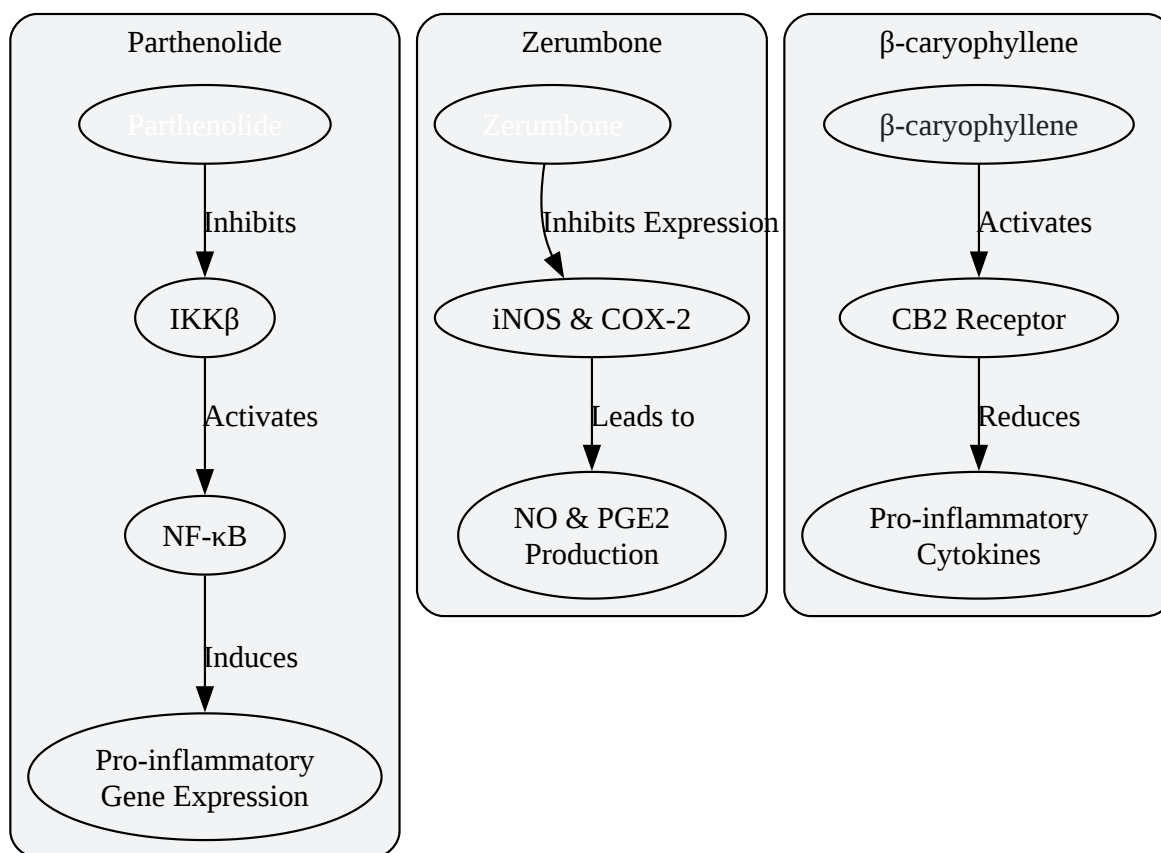 Parthenolide
Parthenolide
Inhibits
IKKβ
Activates
NF-κB
Induces
Pro-inflammatory
Gene Expression
Zerumbone
Zerumbone
Inhibits Expression
iNOS & COX-2
Leads to
NO & PGE2
Production
β-caryophyllene
β-caryophyllene
Activates
CB2 Receptor
Reduces
Pro-inflammatory
Cytokines